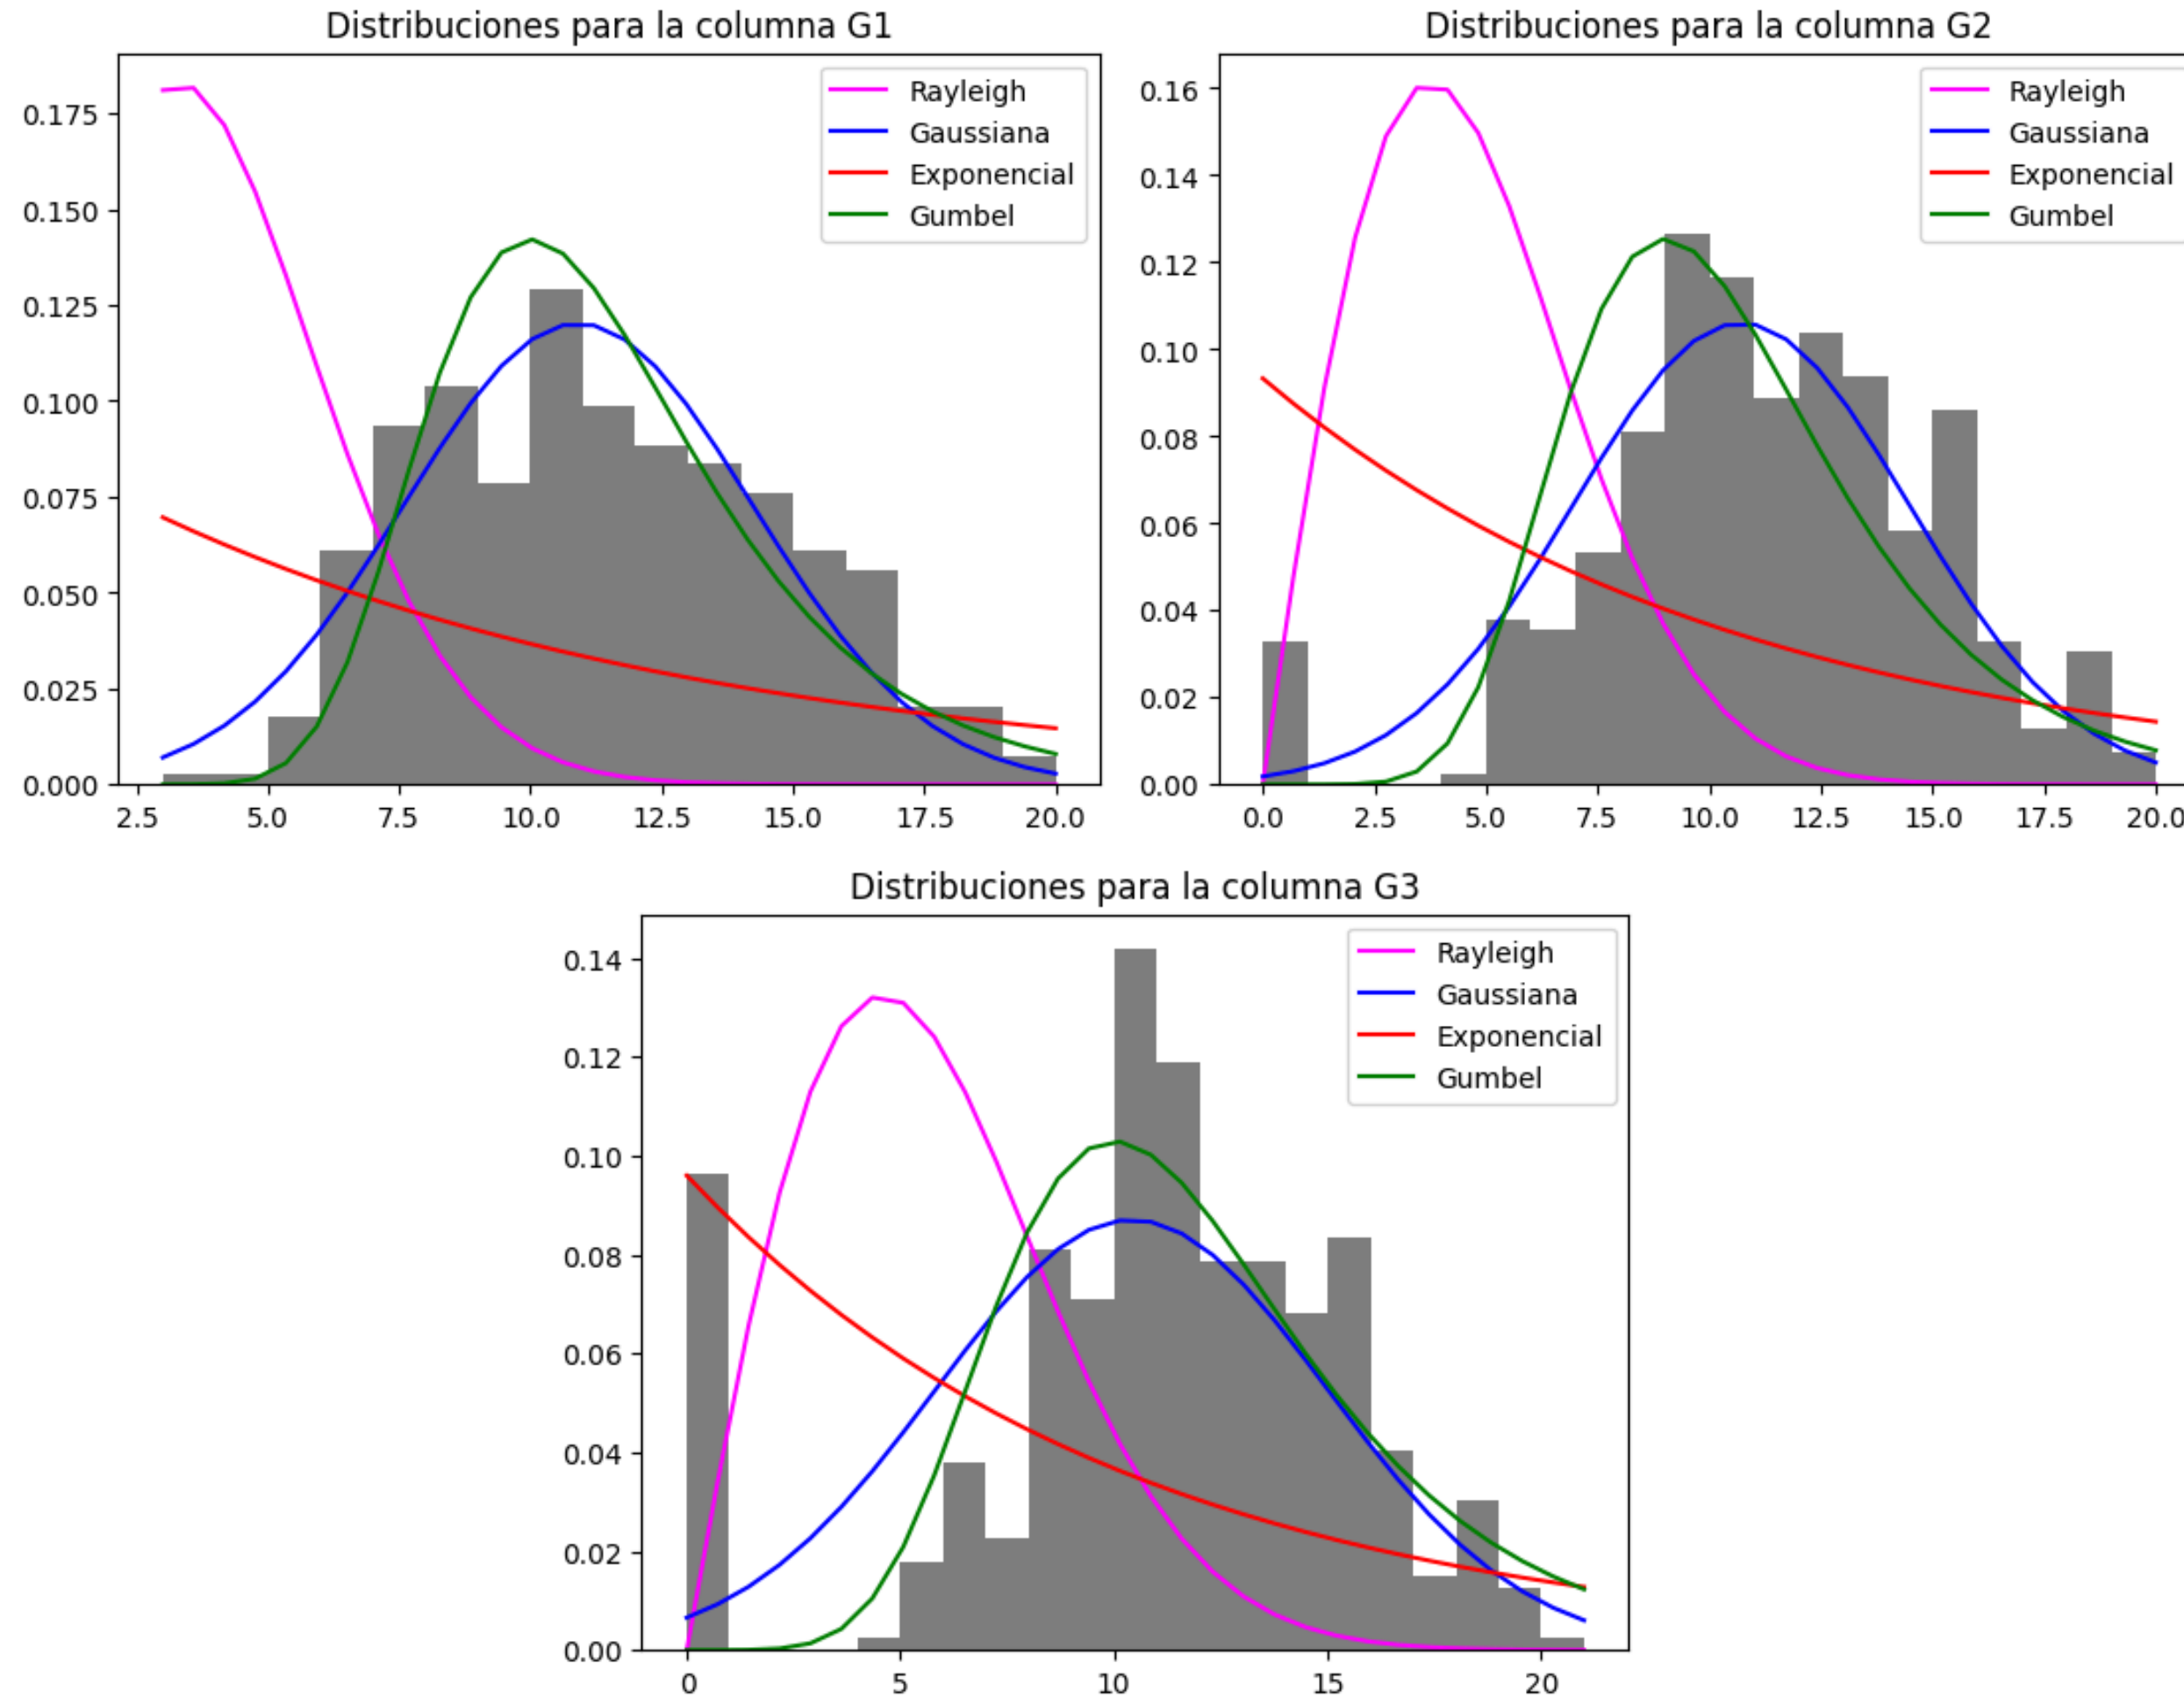 Distribuciones para la columna G1
Rayleigh
Gaussiana
Exponencial
Gumbel
0.175
0.150
0.125
0.100
0.075
0.050
0.025
0.000
2.5 5.0 7.5 10.0 12.5 15.0 17.5 20.0
Distribuciones para la columna G2
Rayleigh
Gaussiana
Exponencial
Gumbel
0.16
0.14
0.12
0.10
0.08
0.06
0.04
0.02
0.00
0.0 2.5 5.0 7.5 10.0 12.5 15.0 17.5 20.0
Distribuciones para la columna G3
Rayleigh
Gaussiana
Exponencial
Gumbel
0.14
0.12
0.10
0.08
0.06
0.04
0.02
0.00
0 5 10 15 20